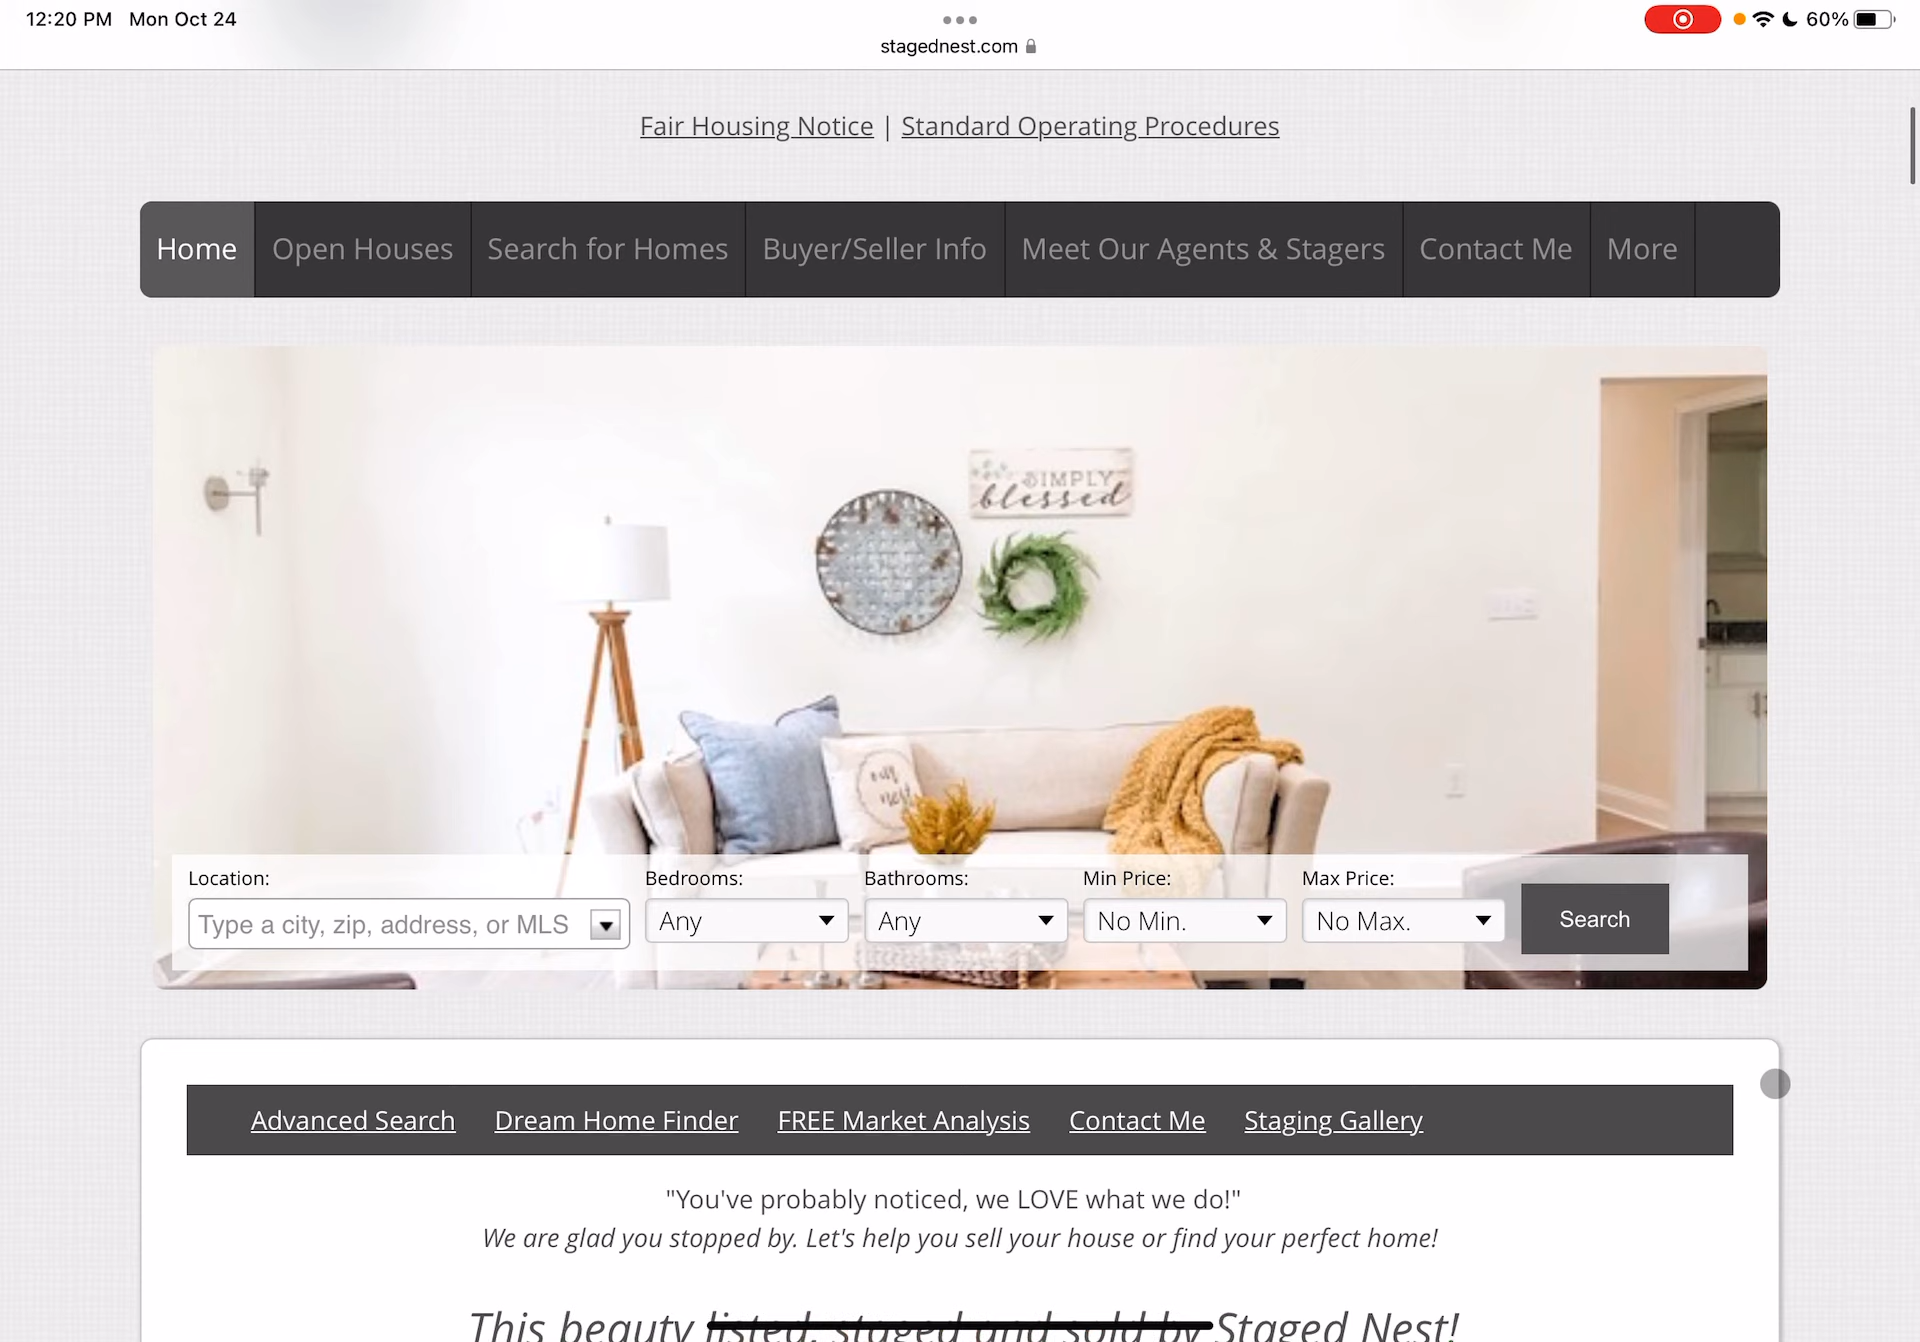 12:20 PM Mon Oct 24
60%
stagednest.com
Fair Housing Notice | Standard Operating Procedures
Home Open Houses Search for Homes Buyer/Seller Info Meet Our Agents & Stagers Contact Me More
SIMPLY
blessed
our
nest
Location: Bedrooms: Bathrooms: Min Price: Max Price:
Type a city, zip, address, or MLS Any Any No Min. No Max. Search
Advanced Search Dream Home Finder FREE Market Analysis Contact Me Staging Gallery
"You've probably noticed, we LOVE what we do!"
We are glad you stopped by. Let's help you sell your house or find your perfect home!
This beauty listed, staged and sold by Staged Nest!